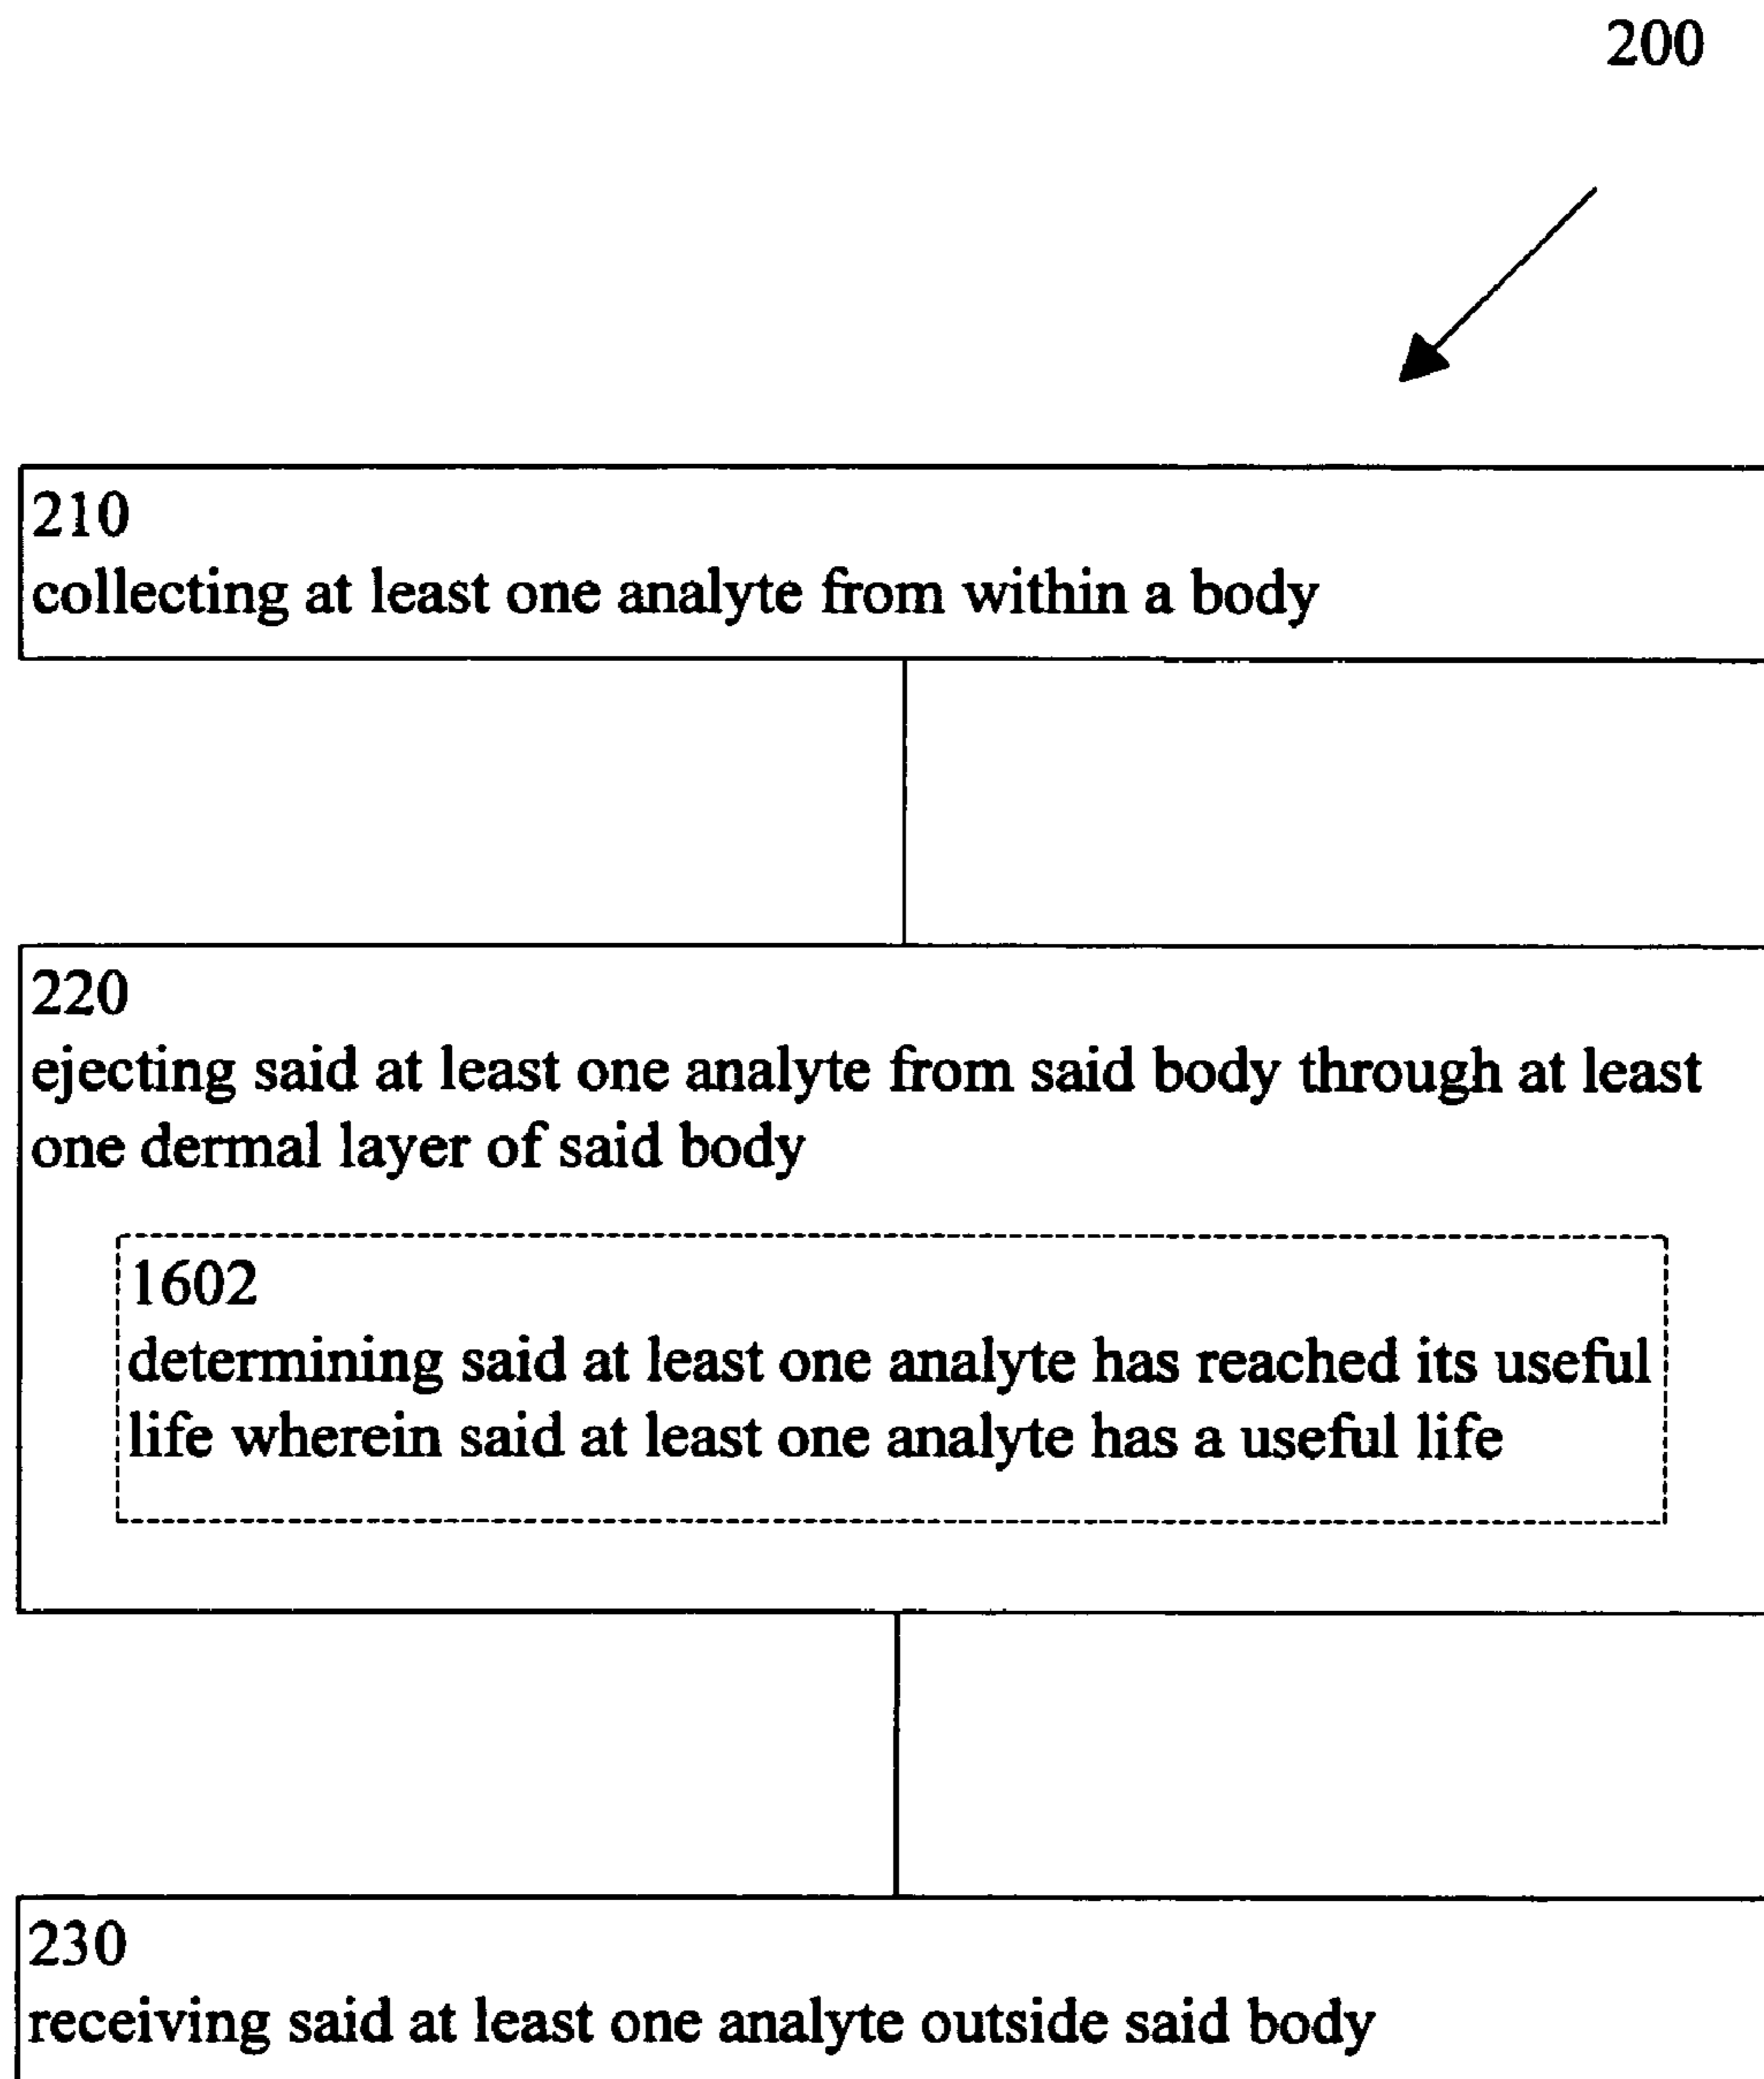 200
210
collecting at least one analyte from within a body
220
ejecting said at least one analyte from said body through at least
one dermal layer of said body
1602
determining said at least one analyte has reached its useful
life wherein said at least one analyte has a useful life
230
receiving said at least one analyte outside said body